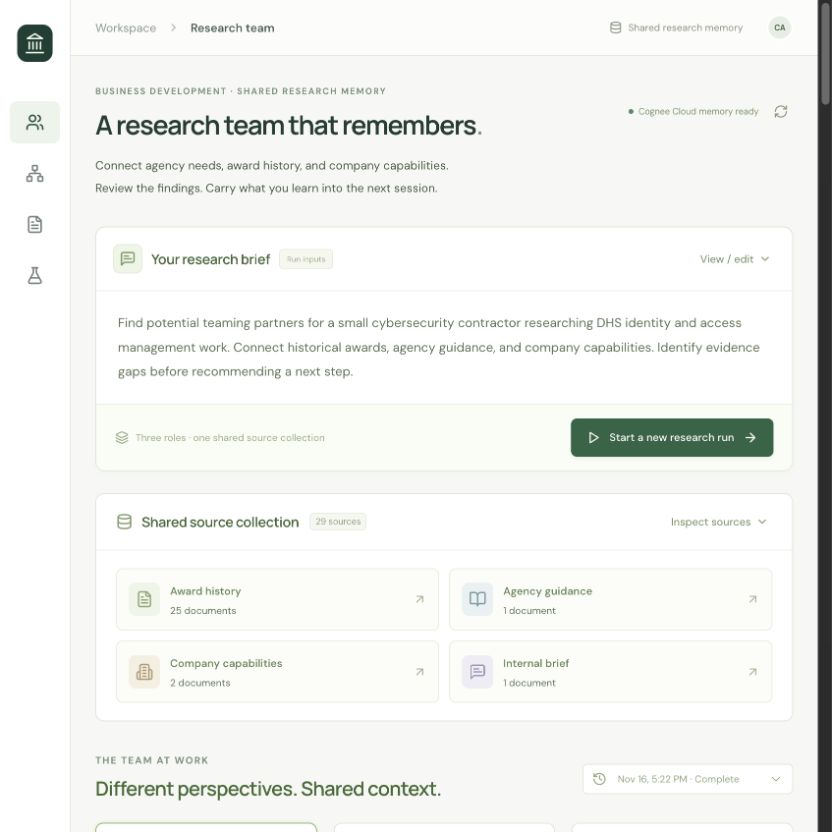 Workspace > Research team
Shared research memory
CA
BUSINESS DEVELOPMENT · SHARED RESEARCH MEMORY
A research team that remembers.
Cognee Cloud memory ready
Connect agency needs, award history, and company capabilities.
Review the findings. Carry what you learn into the next session.
Your research brief
Run inputs
View / edit
Find potential teaming partners for a small cybersecurity contractor researching DHS identity and access
management work. Connect historical awards, agency guidance, and company capabilities. Identify evidence
gaps before recommending a next step.
Three roles · one shared source collection
Start a new research run
Shared source collection
29 sources
Inspect sources
Award history
25 documents
Agency guidance
1 document
Company capabilities
2 documents
Internal brief
1 document
THE TEAM AT WORK
Different perspectives. Shared context.
Nov 16, 5:22 PM · Complete